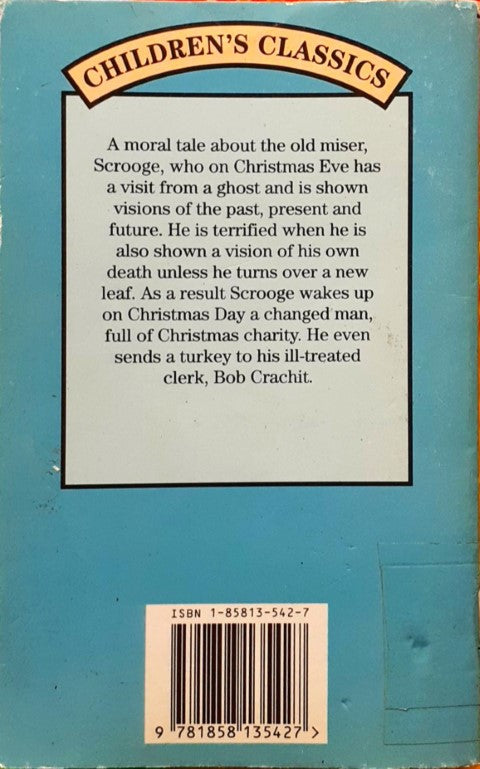 CHILDREN'S CLASSICS
A moral tale about the old miser,
Scrooge, who on Christmas Eve has
a visit from a ghost and is shown
visions of the past, present and
future. He is terrified when he is
also shown a vision of his own
death unless he turns over a new
leaf. As a result Scrooge wakes up
on Christmas Day a changed man,
full of Christmas charity. He even
sends a turkey to his ill-treated
clerk, Bob Crachit.
ISBN 1-85813-542-7
9 781858 135427 >